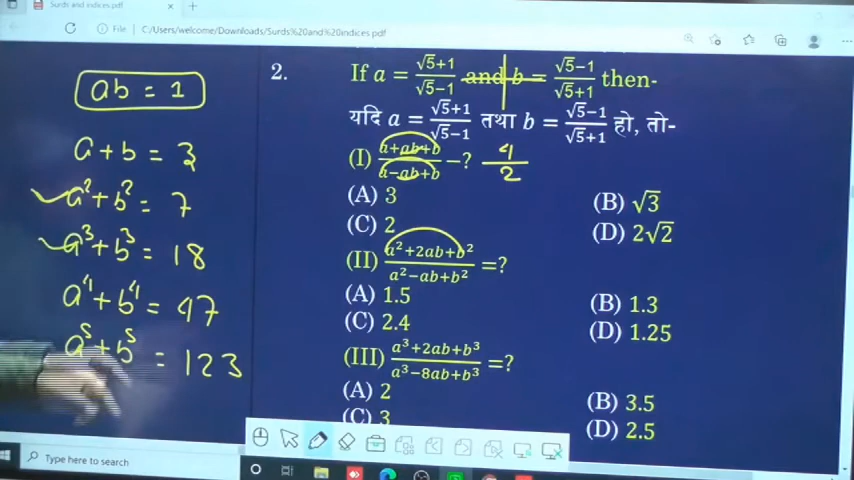 Surds and indices.pdf
File | C:/Users/welcome/Downloads/Surds%20and%20indices.pdf
ab = 1
a + b = 3
a² + b² = 7
a³ + b³ = 18
a⁴ + b⁴ = 47
a⁵ + b⁵ = 123
2. If a = (√5+1)/(√5−1) and b = (√5−1)/(√5+1) then-
यदि a = (√5+1)/(√5−1) तथा b = (√5−1)/(√5+1) हो, तो-
(I) (a+ab+b)/(a−ab+b) −? 4/2
(A) 3 (B) √3
(C) 2 (D) 2√2
(II) (a²+2ab+b²)/(a²−ab+b²) =?
(A) 1.5 (B) 1.3
(C) 2.4 (D) 1.25
(III) (a³+2ab+b³)/(a³−8ab+b³) =?
(A) 2 (B) 3.5
(C) 3 (D) 2.5
Type here to search